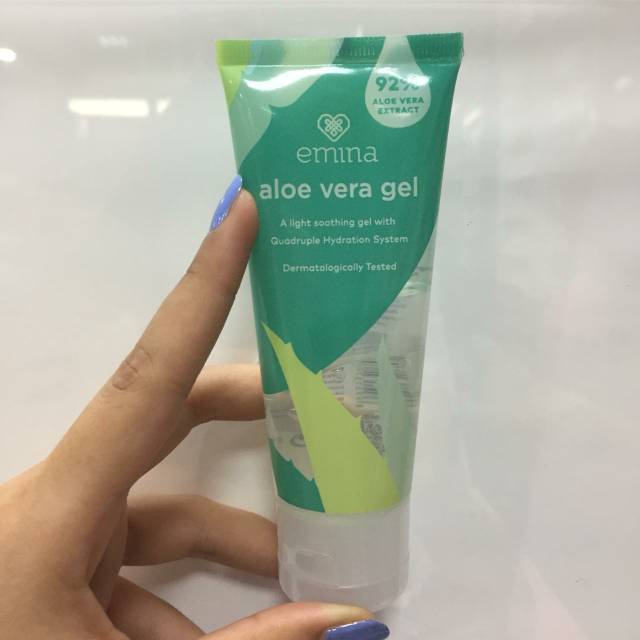 92%
ALOE VERA
EXTRACT
emina
aloe vera gel
A light soothing gel with
Quadruple Hydration System
Dermatologically Tested